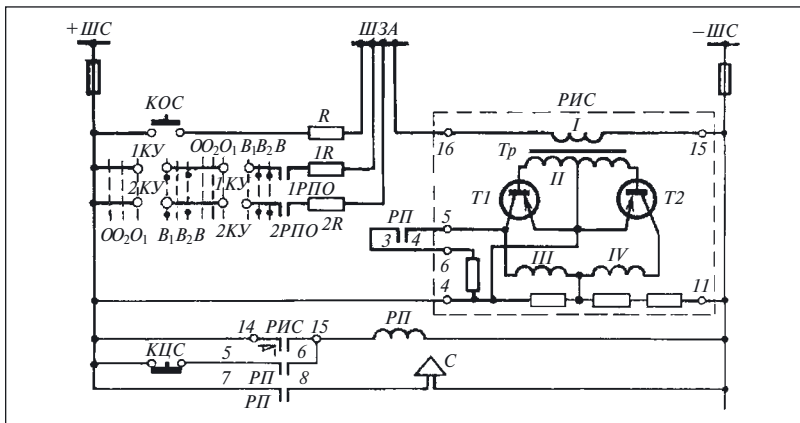 +ШС ШЗА –ШС
КОС РИС
R I
ОО₂О₁ В₁В₂В 16 15
1КУ 1R Тр
2КУ 1КУ 1РПО II
Т1 Т2
РП 5
ОО₂О₁ В₁В₂В 2КУ 2РПО 2R 3 4
6 III IV
4 11
14 РИС 15 РП
КЦС 5 6 С
7 РП 8
РП